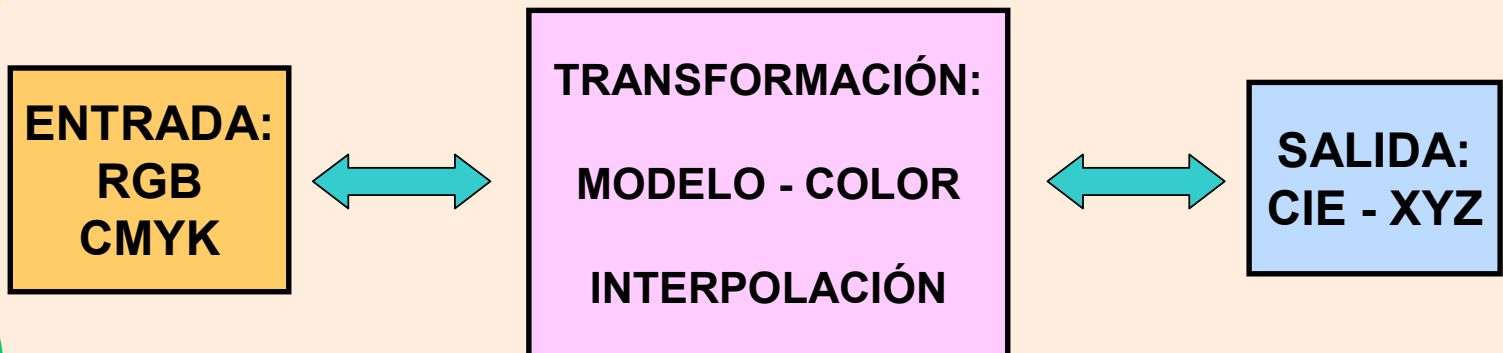 ENTRADA:
RGB
CMYK
TRANSFORMACIÓN:
MODELO - COLOR
INTERPOLACIÓN
SALIDA:
CIE - XYZ